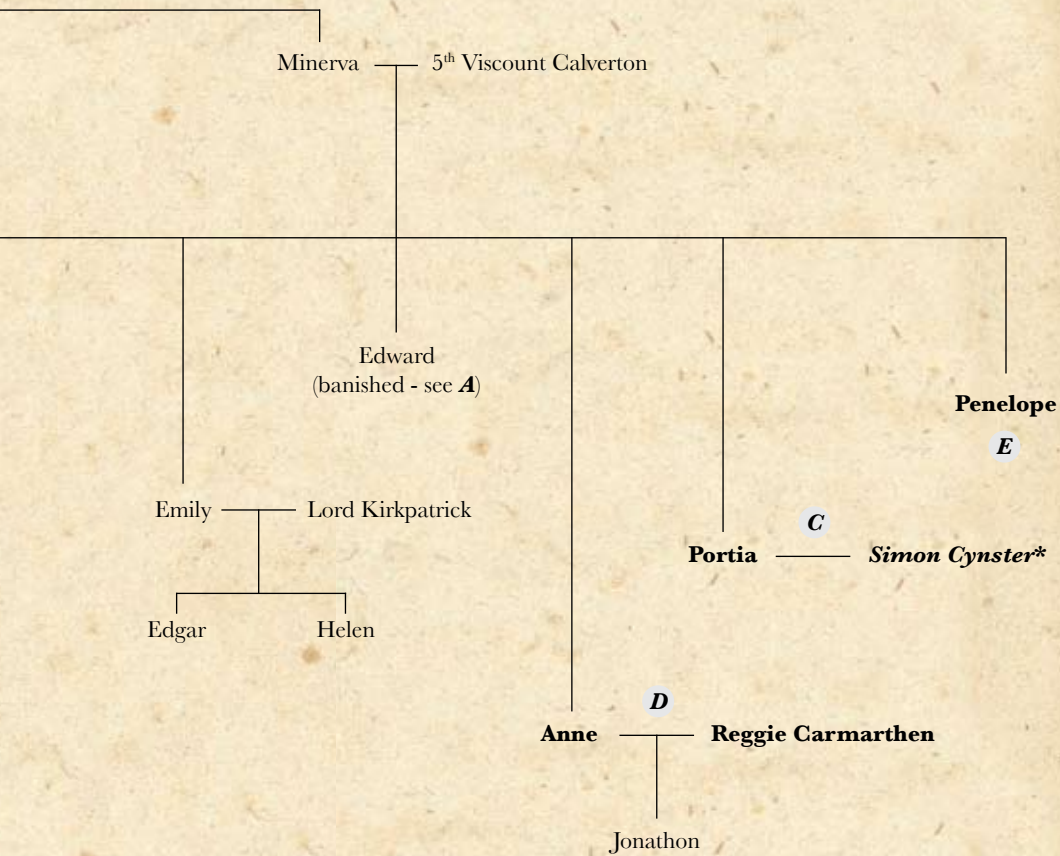 Minerva 5th Viscount Calverton
Edward
(banished - see A)
Penelope
E
Emily Lord Kirkpatrick
C
Portia Simon Cynster*
Edgar Helen
D
Anne Reggie Carmarthen
Jonathon